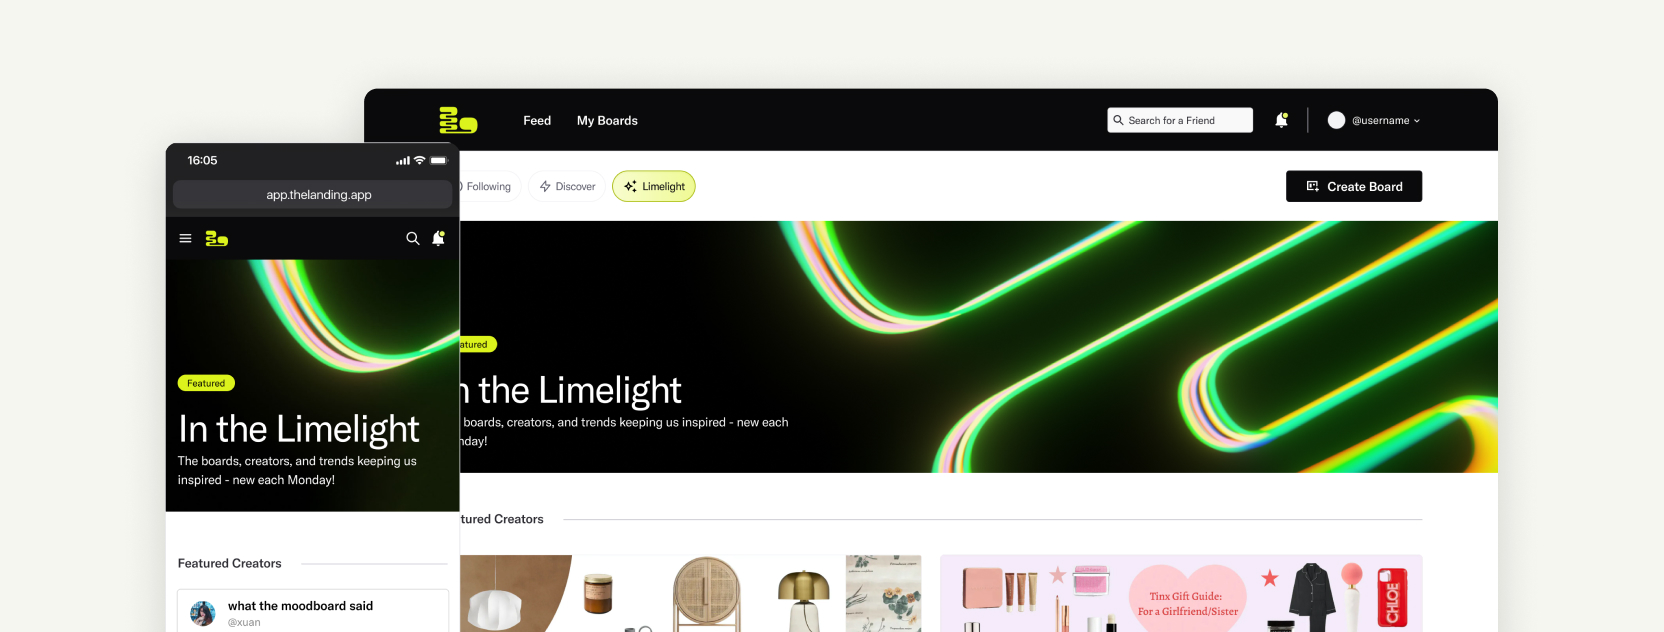 Feed
My Boards
Search for a Friend
@username
Following
Discover
Limelight
Create Board
atured
the Limelight
boards, creators, and trends keeping us inspired - new each
day!
tured Creators
Tinx Gift Guide:
For a Girlfriend/Sister
CHLOE
16:05
app.thelanding.app
Featured
In the Limelight
The boards, creators, and trends keeping us
inspired - new each Monday!
Featured Creators
what the moodboard said
@xuan